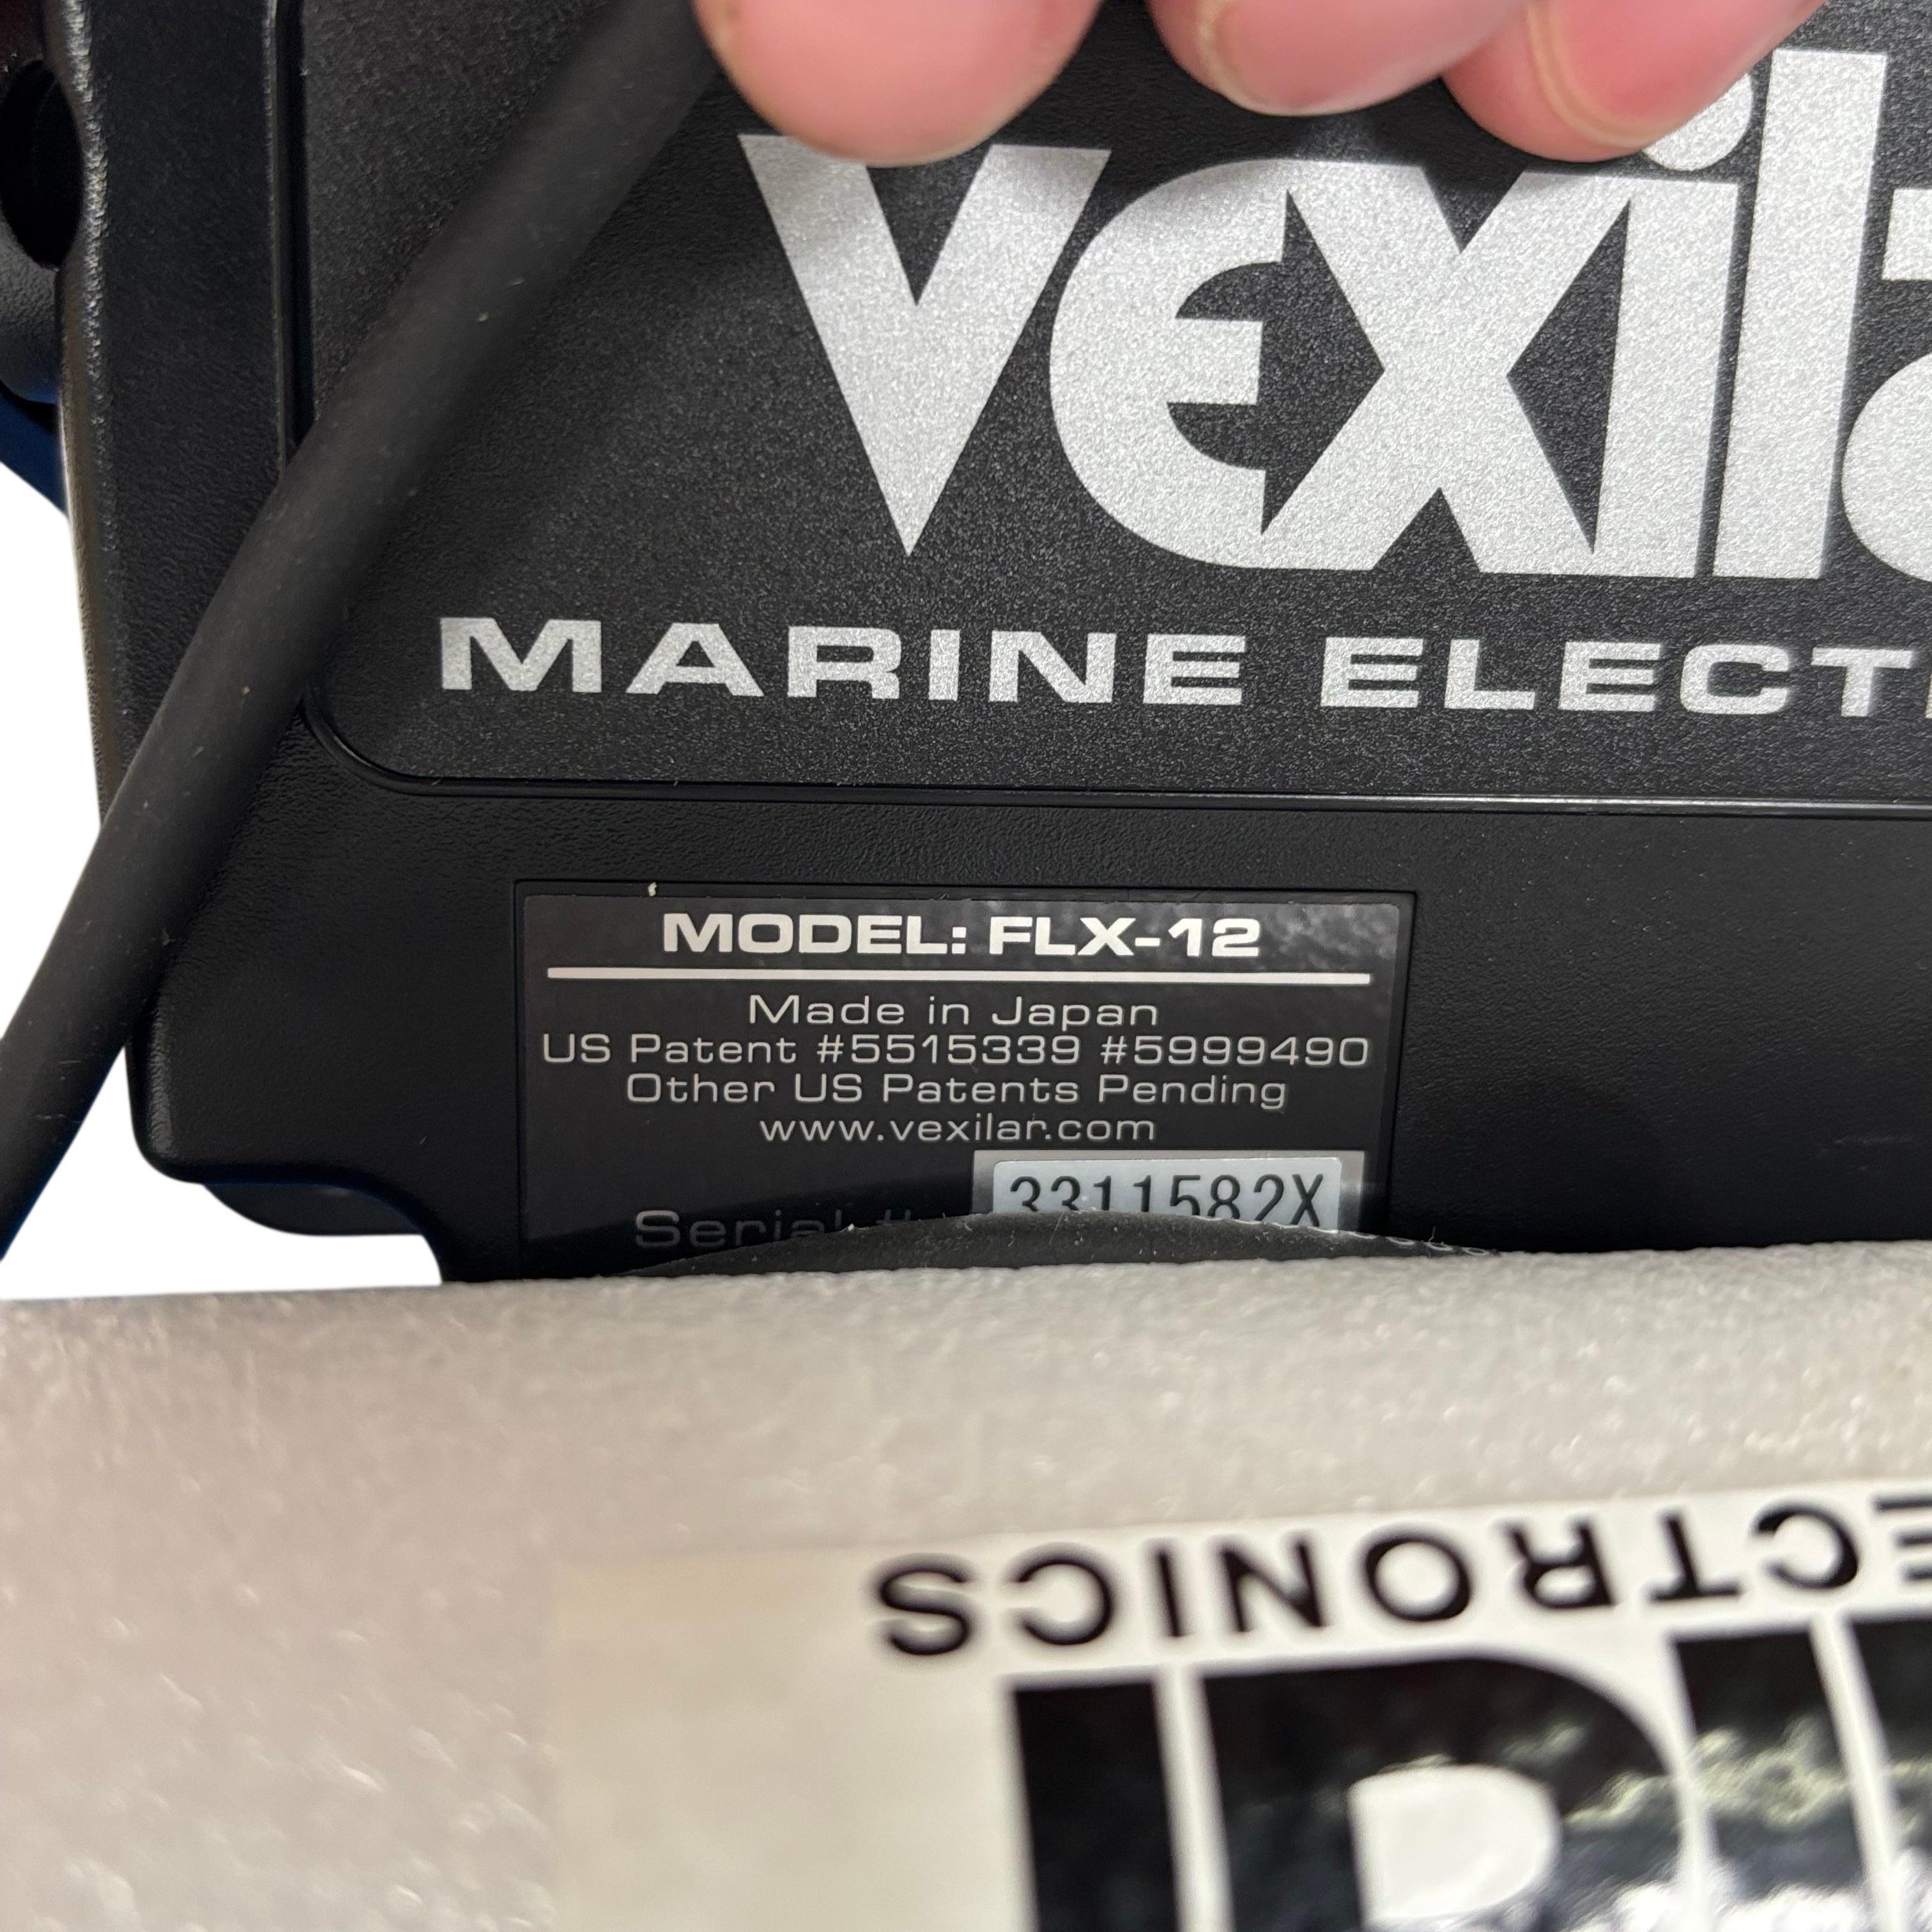 Vexila
MARINE ELECT
MODEL: FLX-12
Made in Japan
US Patent #5515339 #5999490
Other US Patents Pending
www.vexilar.com
Serial # 3311582X
ECTRONICS